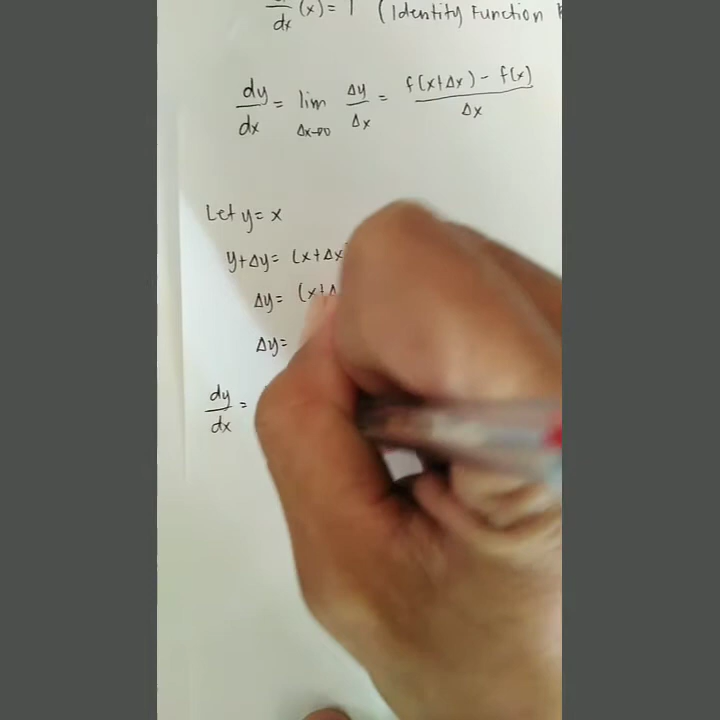 dx (x) = 1 (Identity Function
dy/dx = lim Δx→0 Δy/Δx = f(x+Δx) - f(x)/Δx
Let y = x
y+Δy = (x+Δx
Δy = (x+Δ
Δy =
dy/dx =